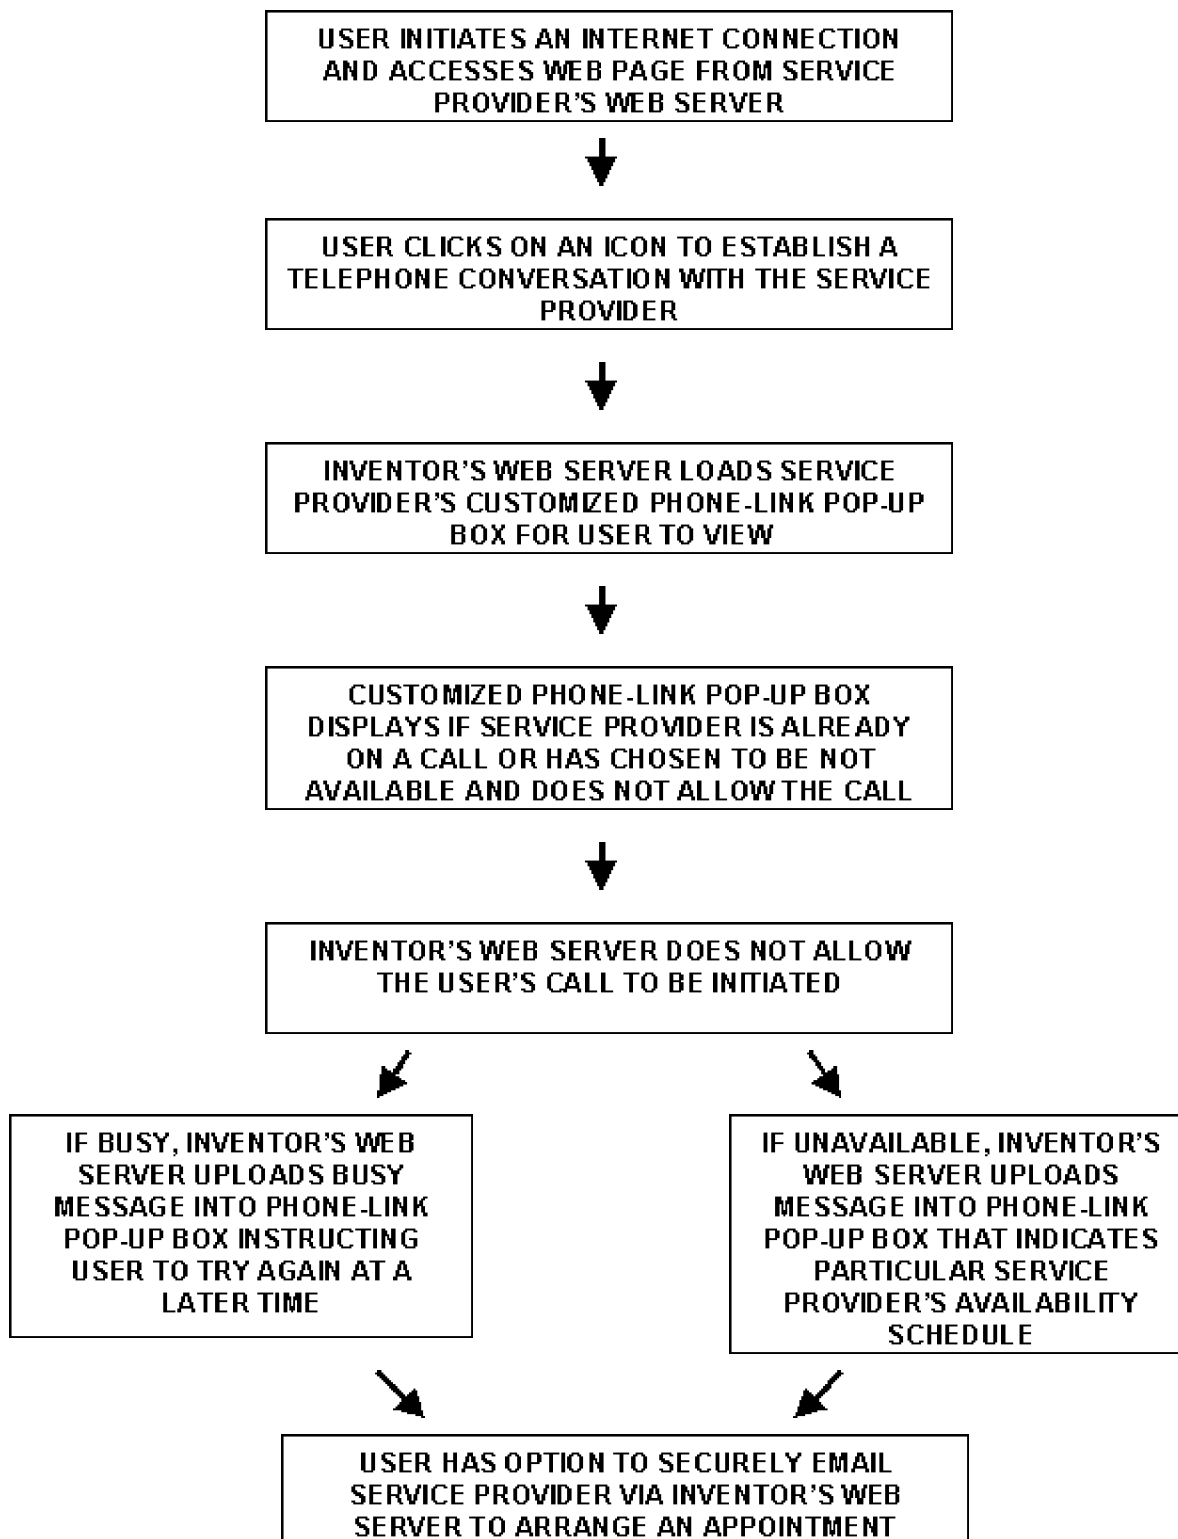 USER INITIATES AN INTERNET CONNECTION
AND ACCESSES WEB PAGE FROM SERVICE
PROVIDER'S WEB SERVER
USER CLICKS ON AN ICON TO ESTABLISH A
TELEPHONE CONVERSATION WITH THE SERVICE
PROVIDER
INVENTOR'S WEB SERVER LOADS SERVICE
PROVIDER'S CUSTOMIZED PHONE-LINK POP-UP
BOX FOR USER TO VIEW
CUSTOMIZED PHONE-LINK POP-UP BOX
DISPLAYS IF SERVICE PROVIDER IS ALREADY
ON A CALL OR HAS CHOSEN TO BE NOT
AVAILABLE AND DOES NOT ALLOW THE CALL
INVENTOR'S WEB SERVER DOES NOT ALLOW
THE USER'S CALL TO BE INITIATED
IF BUSY, INVENTOR'S WEB
SERVER UPLOADS BUSY
MESSAGE INTO PHONE-LINK
POP-UP BOX INSTRUCTING
USER TO TRY AGAIN AT A
LATER TIME
IF UNAVAILABLE, INVENTOR'S
WEB SERVER UPLOADS
MESSAGE INTO PHONE-LINK
POP-UP BOX THAT INDICATES
PARTICULAR SERVICE
PROVIDER'S AVAILABILITY
SCHEDULE
USER HAS OPTION TO SECURELY EMAIL
SERVICE PROVIDER VIA INVENTOR'S WEB
SERVER TO ARRANGE AN APPOINTMENT